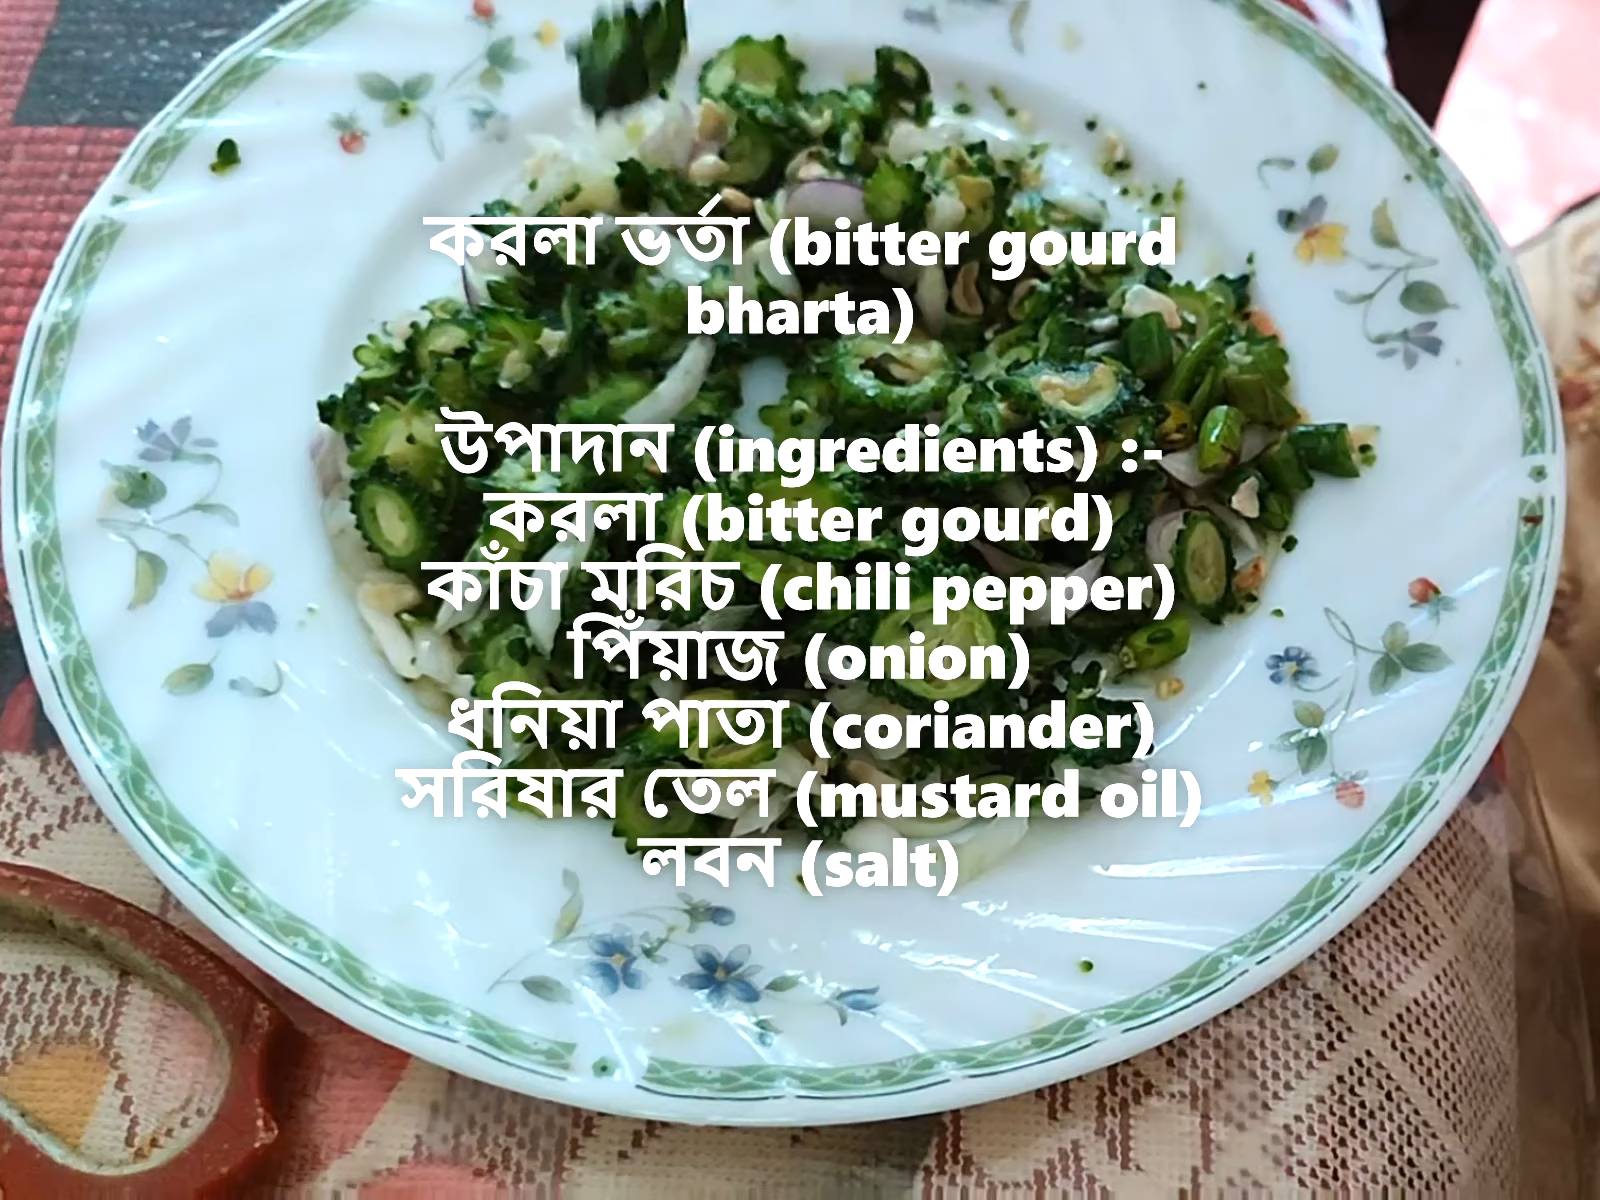 করলা ভর্তা (bitter gourd
bharta)
উপাদান (ingredients) :-
করলা (bitter gourd)
কাঁচা মরিচ (chili pepper)
পিঁয়াজ (onion)
ধনিয়া পাতা (coriander)
সরিষার তেল (mustard oil)
লবন (salt)